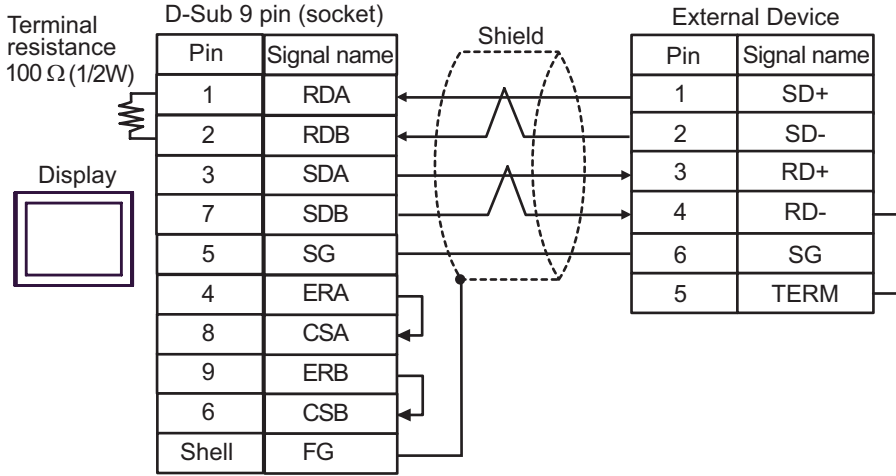 Terminal
resistance
100 Ω (1/2W)
D-Sub 9 pin (socket)
Pin Signal name
1 RDA
2 RDB
3 SDA
7 SDB
5 SG
4 ERA
8 CSA
9 ERB
6 CSB
Shell FG
Display
Shield
External Device
Pin Signal name
1 SD+
2 SD-
3 RD+
4 RD-
6 SG
5 TERM